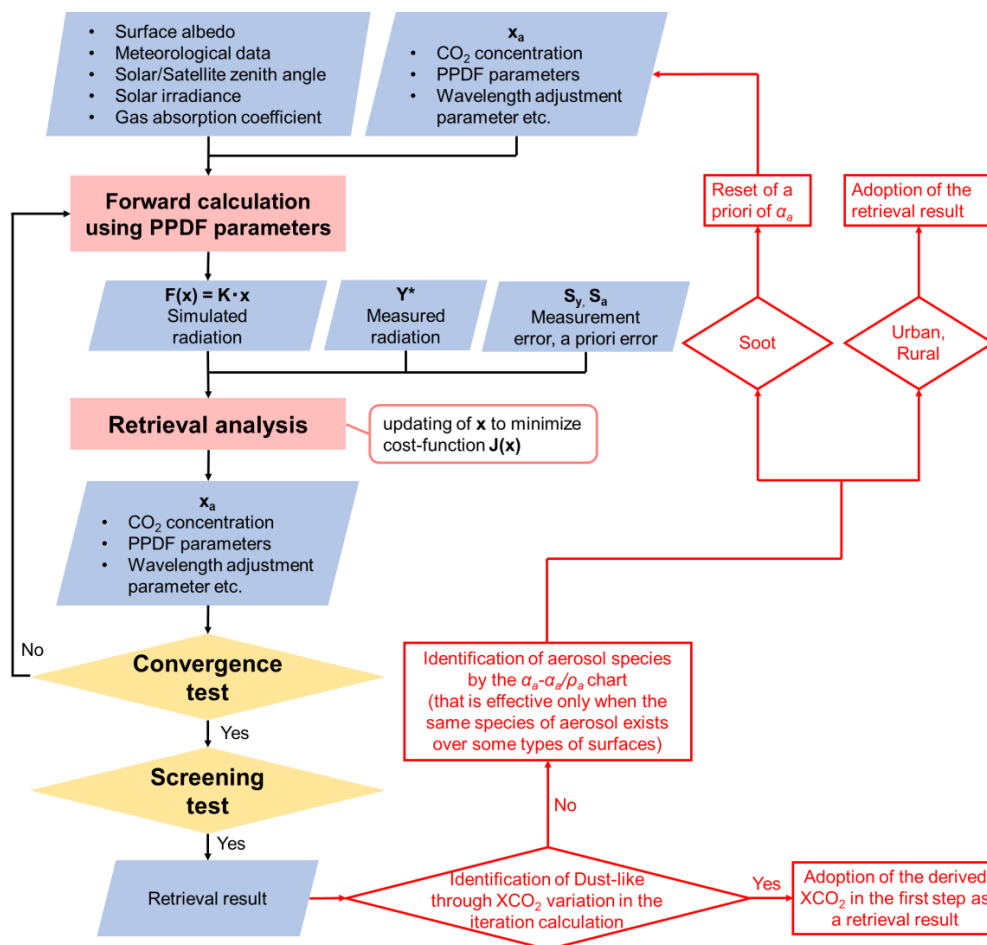 • Surface albedo
• Meteorological data
• Solar/Satellite zenith angle
• Solar irradiance
• Gas absorption coefficient
xₐ
• CO₂ concentration
• PPDF parameters
• Wavelength adjustment
parameter etc.
Forward calculation
using PPDF parameters
Reset of a
priori of αₐ
Adoption of the
retrieval result
F(x) = K·x
Simulated
radiation
Y*
Measured
radiation
Sy, Sₐ
Measurement
error, a priori error
Soot
Urban,
Rural
Retrieval analysis
updating of x to minimize
cost-function J(x)
xₐ
• CO₂ concentration
• PPDF parameters
• Wavelength adjustment
parameter etc.
No
Convergence
test
Yes
Identification of aerosol species
by the αₐ-αₐ/ρₐ chart
(that is effective only when the
same species of aerosol exists
over some types of surfaces)
Screening
test
Yes
No
Retrieval result
Identification of Dust-like
through XCO₂ variation in the
iteration calculation
Yes
Adoption of the derived
XCO₂ in the first step as
a retrieval result